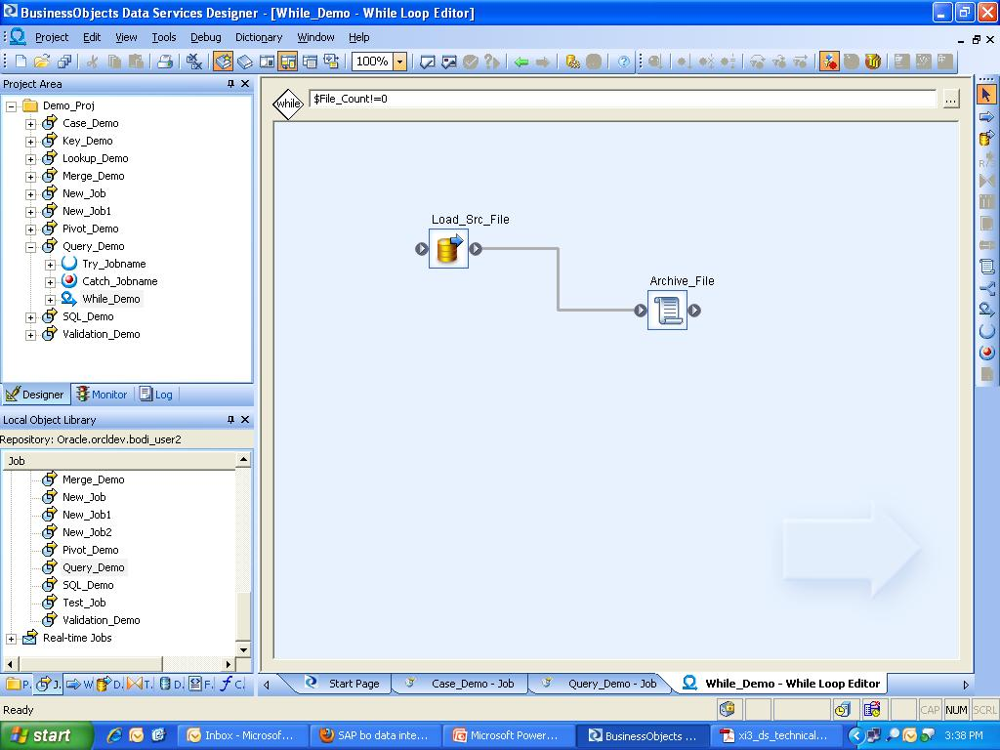 BusinessObjects Data Services Designer - [While_Demo - While Loop Editor]
Project Edit View Tools Debug Dictionary Window Help
100%
Project Area
Demo_Proj
Case_Demo
Key_Demo
Lookup_Demo
Merge_Demo
New_Job
New_Job1
Pivot_Demo
Query_Demo
Try_Jobname
Catch_Jobname
While_Demo
SQL_Demo
Validation_Demo
Designer Monitor Log
Local Object Library
Repository: Oracle.orcldev.bodi_user2
Job
Merge_Demo
New_Job
New_Job1
New_Job2
Pivot_Demo
Query_Demo
SQL_Demo
Test_Job
Validation_Demo
Real-time Jobs
P. J. W D. T. D. F. C.
while $File_Count!=0 ...
Load_Src_File
Archive_File
Start Page Case_Demo - Job Query_Demo - Job While_Demo - While Loop Editor
Ready CAP NUM SCRL
start Inbox - Microsof... SAP bo data inte... Microsoft Power... BusinessObjects ... xi3_ds_technical... 3:38 PM